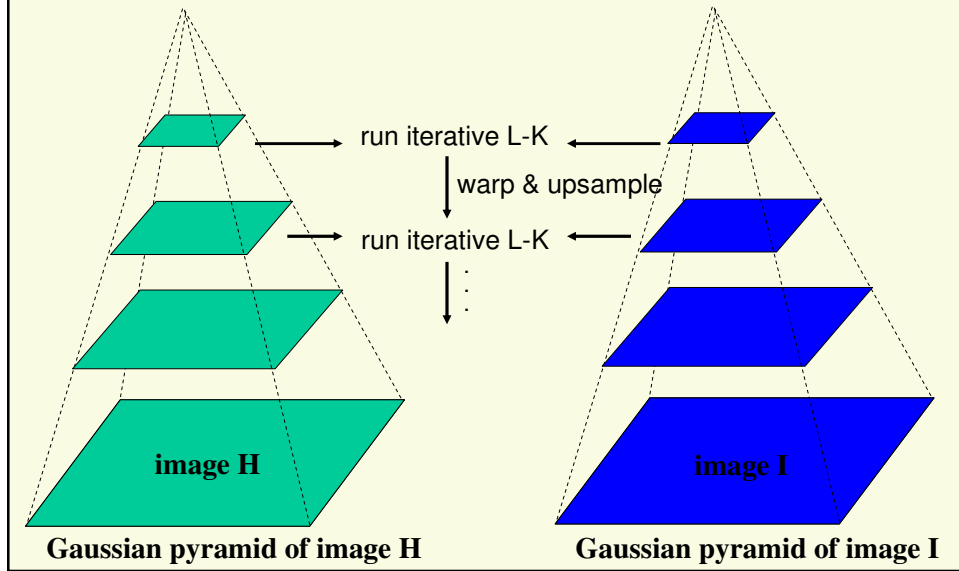 run iterative L-K
warp & upsample
run iterative L-K
.
.
.
image H
image I
Gaussian pyramid of image H
Gaussian pyramid of image I